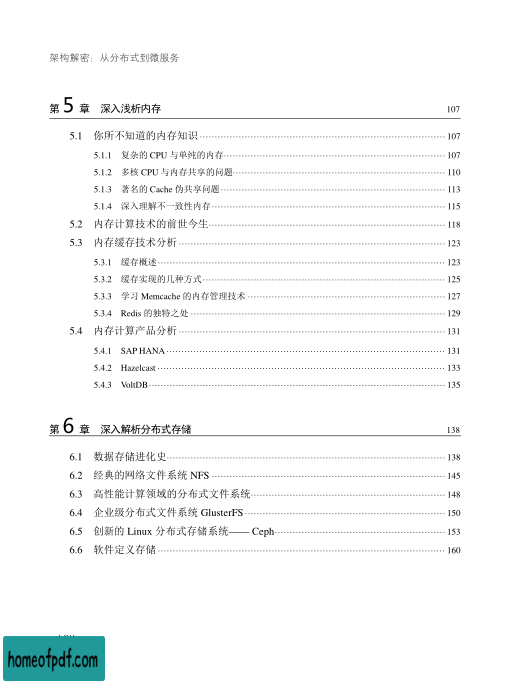 架构解密：从分布式到微服务
第 5 章 深入浅析内存 107
5.1 你所不知道的内存知识 107
5.1.1 复杂的 CPU 与单纯的内存 107
5.1.2 多核 CPU 与内存共享的问题 110
5.1.3 著名的 Cache 伪共享问题 113
5.1.4 深入理解不一致性内存 115
5.2 内存计算技术的前世今生 118
5.3 内存缓存技术分析 123
5.3.1 缓存概述 123
5.3.2 缓存实现的几种方式 125
5.3.3 学习 Memcache 的内存管理技术 127
5.3.4 Redis 的独特之处 129
5.4 内存计算产品分析 131
5.4.1 SAP HANA 131
5.4.2 Hazelcast 133
5.4.3 VoltDB 135
第 6 章 深入解析分布式存储 138
6.1 数据存储进化史 138
6.2 经典的网络文件系统 NFS 145
6.3 高性能计算领域的分布式文件系统 148
6.4 企业级分布式文件系统 GlusterFS 150
6.5 创新的 Linux 分布式存储系统—— Ceph 153
6.6 软件定义存储 160
homeofpdf.com